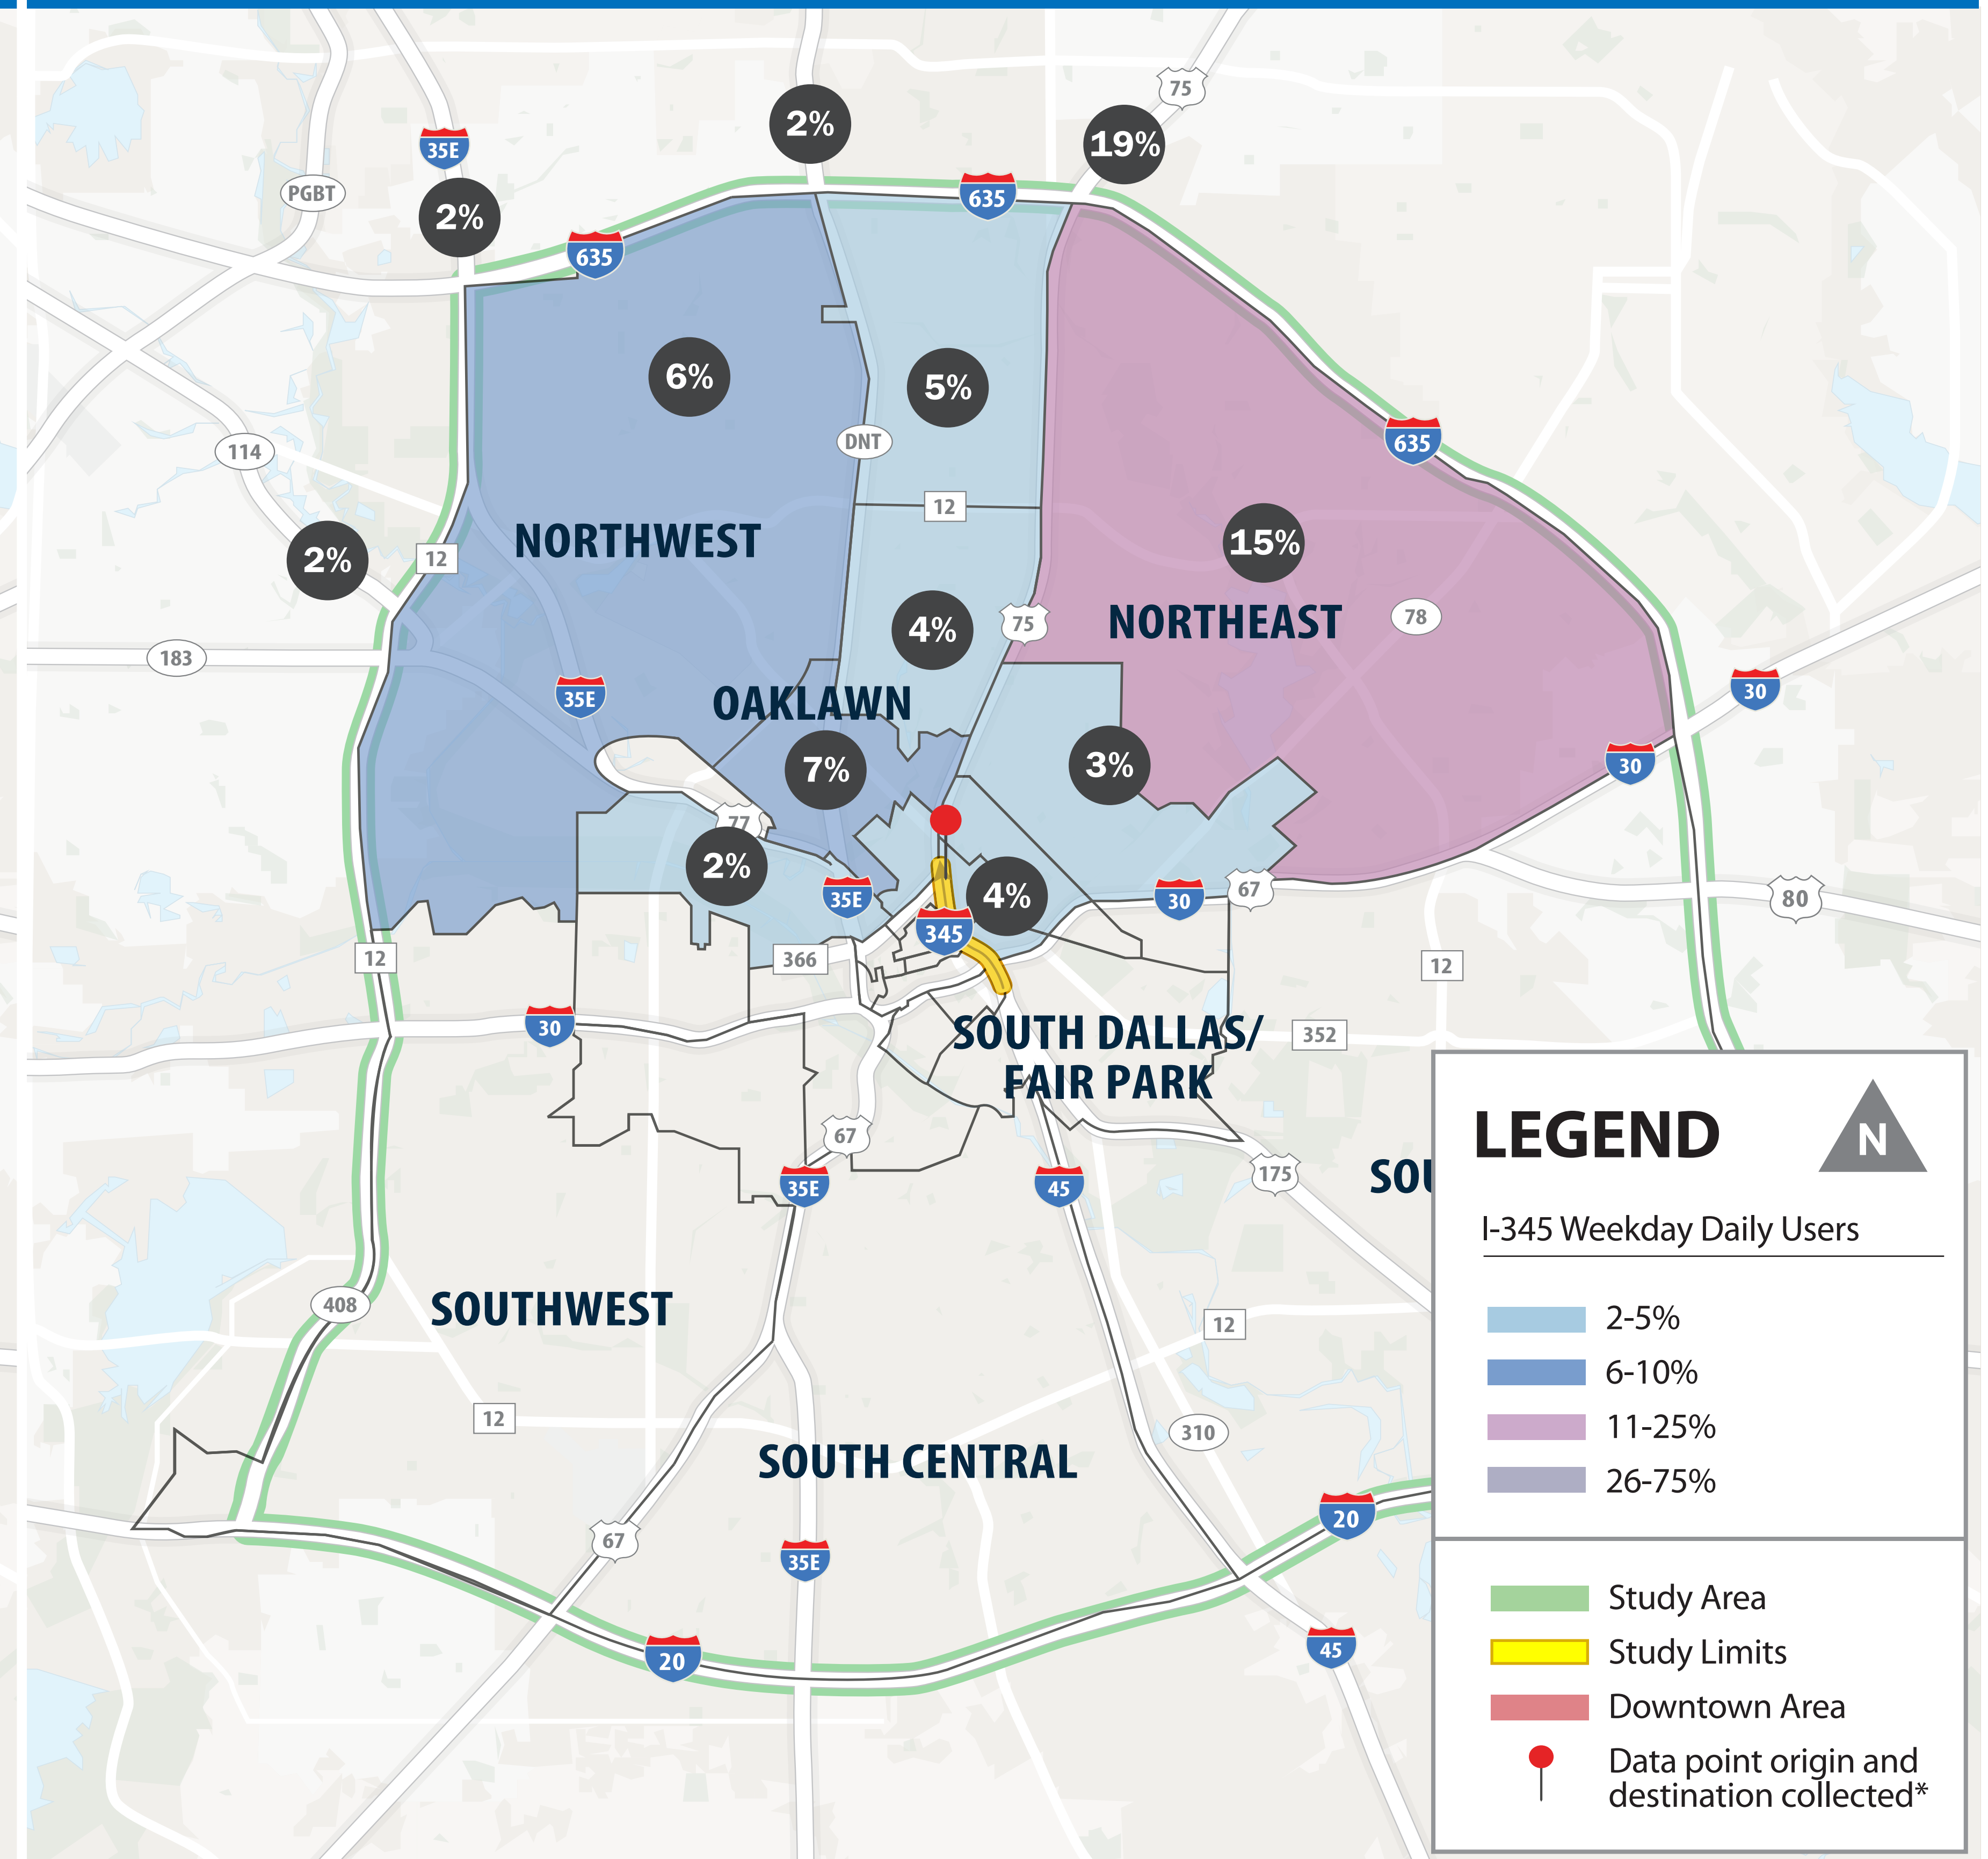 75
2%
19%
35E
PGBT
2%
635
635
6%
5%
635
DNT
114
12
15%
NORTHWEST
2%
12
4%
75
NORTHEAST
78
183
35E
OAKLAWN
30
7%
3%
30
77
2%
35E
4%
30
67
80
345
12
366
12
30
SOUTH DALLAS/
FAIR PARK
352
67
35E
45
175
SOU
408
SOUTHWEST
12
12
310
SOUTH CENTRAL
20
67
35E
20
45
LEGEND
N
I-345 Weekday Daily Users
2-5%
6-10%
11-25%
26-75%
Study Area
Study Limits
Downtown Area
Data point origin and
destination collected*